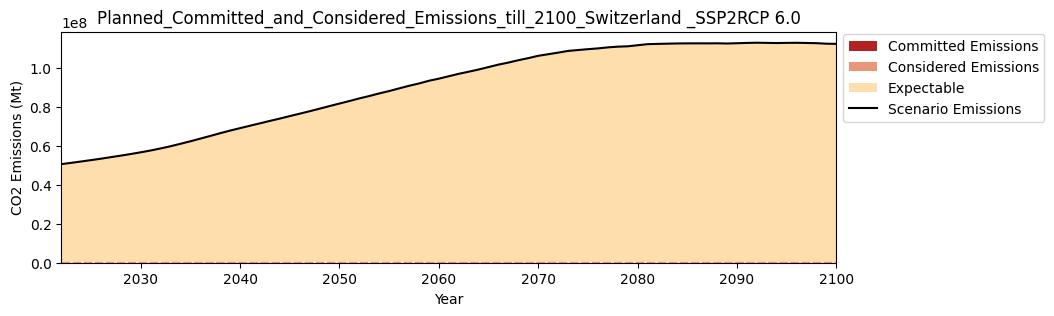 Planned_Committed_and_Considered_Emissions_till_2100_Switzerland _SSP2RCP 6.0
1e8
1.0
0.8
0.6
0.4
0.2
0.0
CO2 Emissions (Mt)
2030 2040 2050 2060 2070 2080 2090 2100
Year
Committed Emissions
Considered Emissions
Expectable
Scenario Emissions